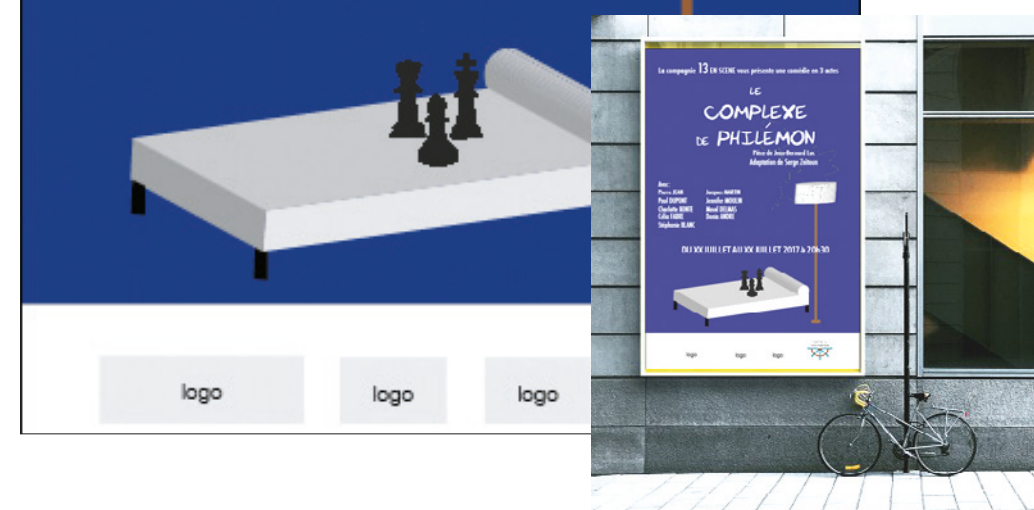 logo
logo
logo
La compagnie 13 EN SCENE vous présente une comédie en 3 actes
LE
COMPLEXE
DE PHILÉMON
Pièce de Jean-Bernard Luc
Adaptation de Serge Zeitoun
Avec:
Pierre JEAN
Paul DUPONT
Charlotte BONTE
Célia FABRE
Stéphanie BLANC
Jacques MARTIN
Jennifer MOULIN
Maud DELMAS
Denis ANDRE
DU XX JUILLET AU XX JUILLET 2017 à 20h30
logo
logo
logo